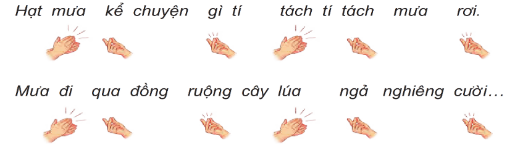 Hạt mưa kể chuyện gì tí tách tí tách mưa rơi.
Mưa đi qua đồng ruộng cây lúa ngả nghiêng cười...